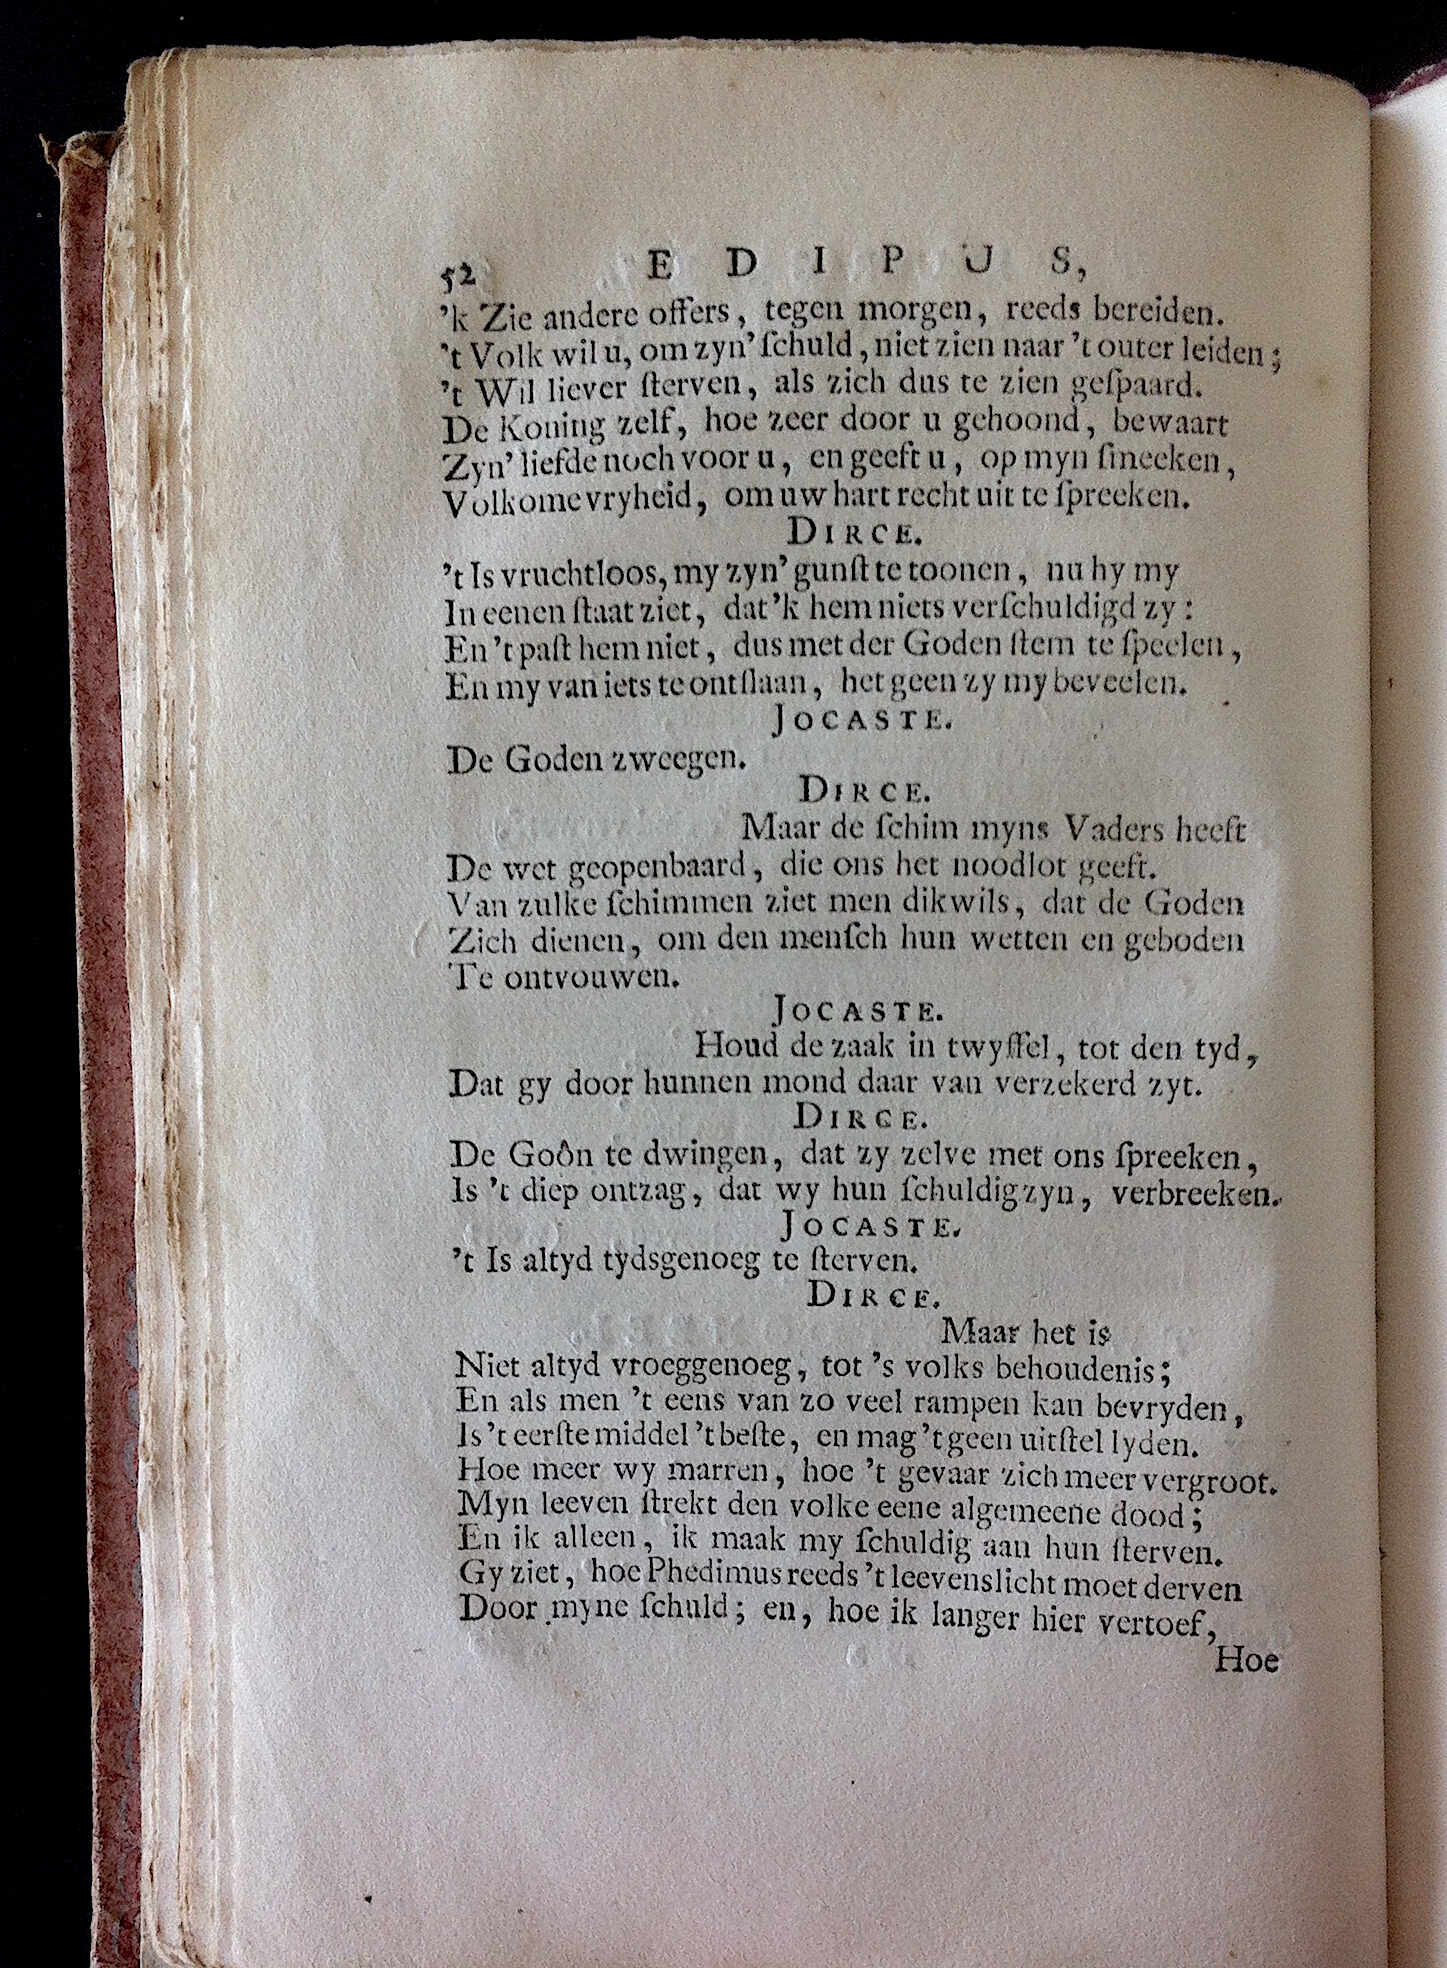 52 E D I P U S,
'k Zie andere offers, tegen morgen, reeds bereiden.
't Volk wil u, om zyn' ſchuld, niet zien naar 't outer leiden;
't Wil liever ſterven, als zich dus te zien geſpaard.
De Koning zelf, hoe zeer door u gehoond, bewaart
Zyn' liefde noch voor u, en geeft u, op myn ſmeeken,
Volkome vryheid, om uw hart recht uit te ſpreeken.
DIRCE.
't Is vruchtloos, my zyn' gunſt te toonen, nu hy my
In eenen ſtaat ziet, dat 'k hem niets verſchuldigd zy:
En 't paſt hem niet, dus met der Goden ſtem te ſpeelen,
En my van iets te ontſlaan, het geen zy my beveelen.
JOCASTE.
De Goden zweegen.
DIRCE.
Maar de ſchim myns Vaders heeft
De wet geopenbaard, die ons het noodlot geeft.
Van zulke ſchimmen ziet men dikwils, dat de Goden
Zich dienen, om den menſch hun wetten en geboden
Te ontvouwen.
JOCASTE.
Houd de zaak in twyffel, tot den tyd,
Dat gy door hunnen mond daar van verzekerd zyt.
DIRCE.
De Goôn te dwingen, dat zy zelve met ons ſpreeken,
Is 't diep ontzag, dat wy hun ſchuldig zyn, verbreeken.
JOCASTE.
't Is altyd tydsgenoeg te ſterven.
DIRCE.
Maar het is
Niet altyd vroeggenoeg, tot 's volks behoudenis;
En als men 't eens van zo veel rampen kan bevryden,
Is 't eerſte middel 't beſte, en mag 't geen uitſtel lyden.
Hoe meer wy marren, hoe 't gevaar zich meer vergroot.
Myn leeven ſtrekt den volke eene algemeene dood;
En ik alleen, ik maak my ſchuldig aan hun ſterven.
Gy ziet, hoe Phedimus reeds 't leevenslicht moet derven
Door myne ſchuld; en, hoe ik langer hier vertoef,
Hoe